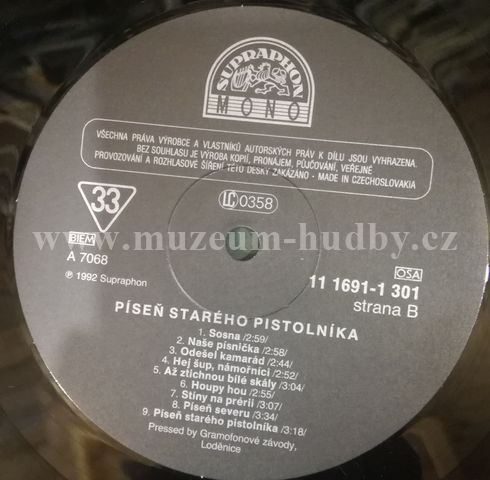 SUPRAPHON
MONO
VŠECHNA PRÁVA VÝROBCE A VLASTNÍKŮ AUTORSKÝCH PRÁV K DÍLU JSOU VYHRAZENA.
BEZ SOUHLASU JE VÝROBA KOPIÍ, PRONÁJEM, PŮJČOVÁNÍ, VEŘEJNÉ
PROVOZOVÁNÍ A ROZHLASOVÉ ŠÍŘENÍ TÉTO DESKY ZAKÁZÁNO · MADE IN CZECHOSLOVAKIA
33
LC 0358
www.muzeum-hudby.cz
BIEM
OSA
A 7068
11 1691-1 301
℗ 1992 Supraphon
strana B
PÍSEŇ STARÉHO PISTOLNÍKA
1. Sosna /2:59/
2. Naše písnička /2:58/
3. Odešel kamarád /2:44/
4. Hej šup, námořníci /2:52/
5. Až ztichnou bílé skály /3:04/
6. Houpy hou /2:55/
7. Stíny na prérii /3:07/
8. Píseň severu /3:34/
9. Píseň starého pistolníka /3:18/
Pressed by Gramofonové závody,
Loděnice